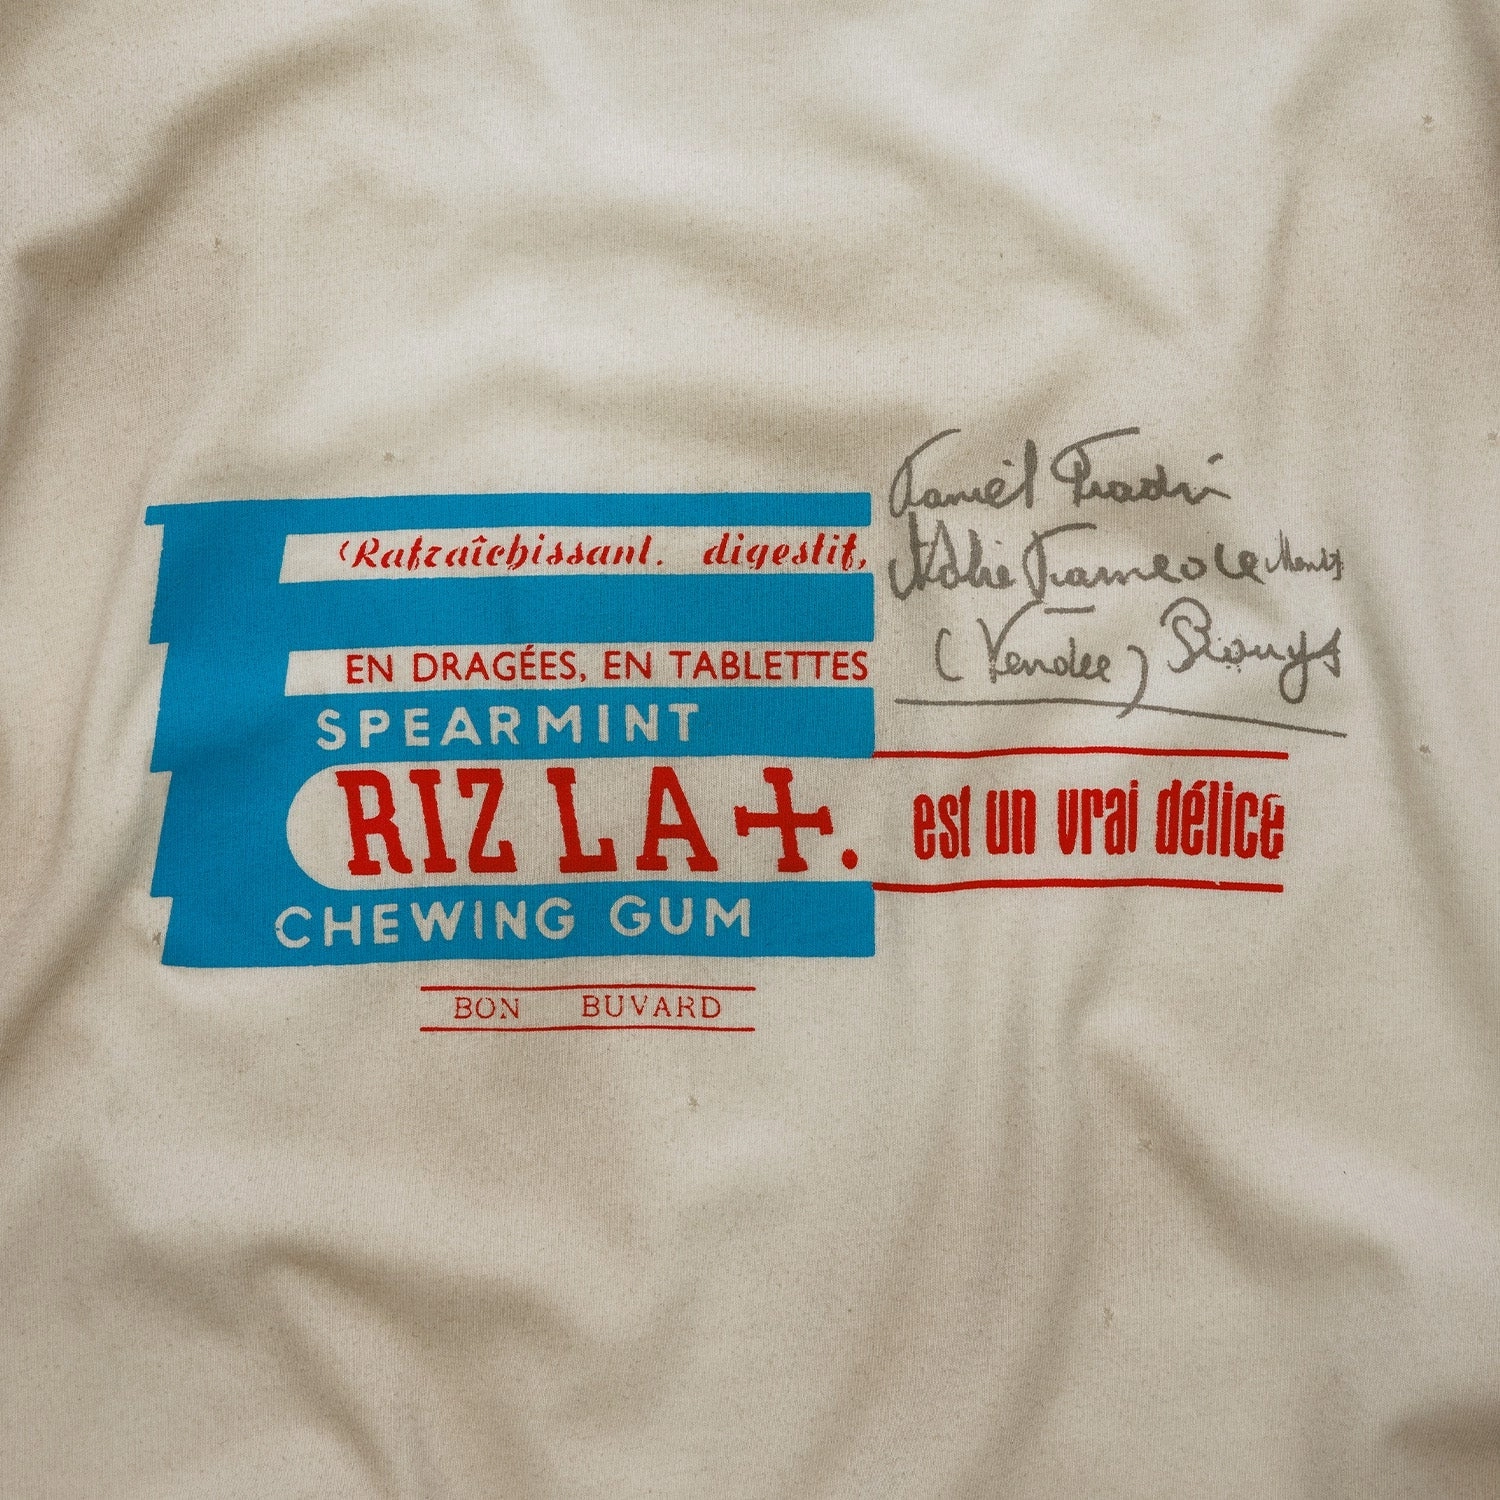 Rafraîchissant. digestif,
EN DRAGÉES, EN TABLETTES
SPEARMINT
RIZ LA +.
est un vrai délice
CHEWING GUM
BON BUVARD
(Vendée)